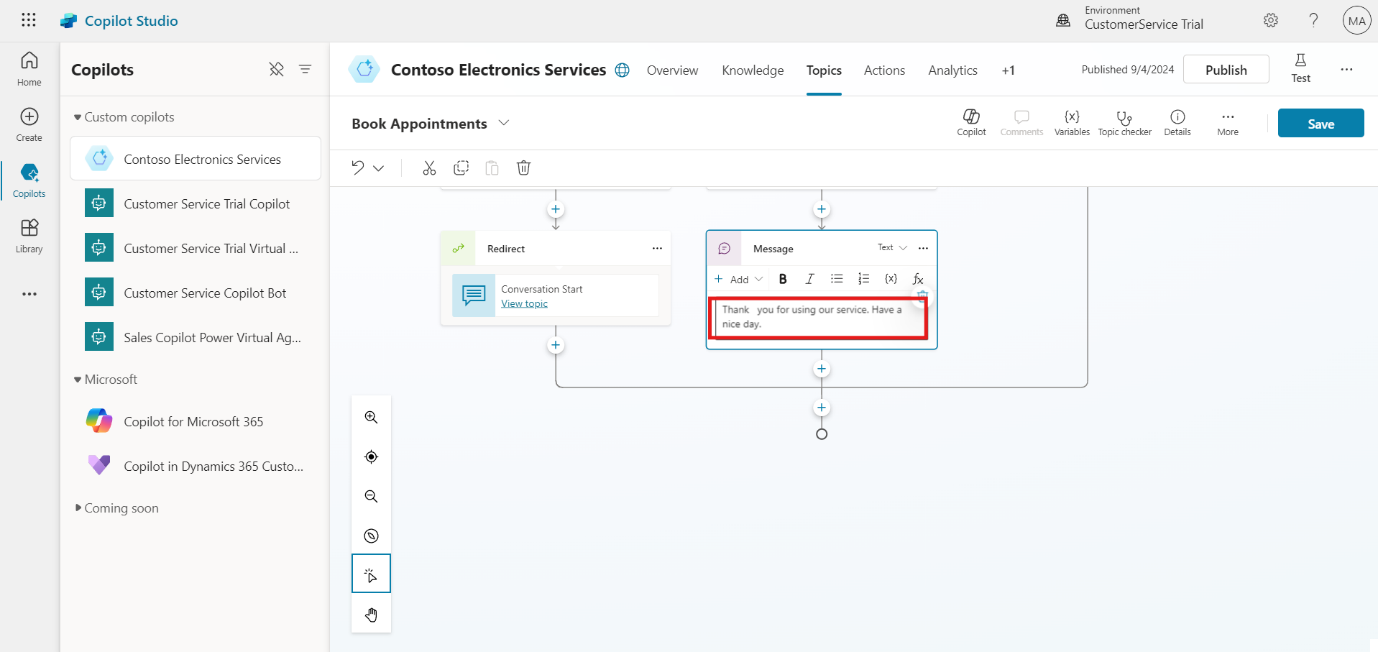 Copilot Studio
Environment
CustomerService Trial
?
MA
Home
Create
Copilots
Library
Copilots
Custom copilots
Contoso Electronics Services
Customer Service Trial Copilot
Customer Service Trial Virtual ...
Customer Service Copilot Bot
Sales Copilot Power Virtual Ag...
Microsoft
Copilot for Microsoft 365
Copilot in Dynamics 365 Custo...
Coming soon
Contoso Electronics Services
Overview
Knowledge
Topics
Actions
Analytics
+1
Published 9/4/2024
Publish
Test
Book Appointments
Copilot
Comments
{x}
Variables
Topic checker
Details
More
Save
Redirect
Conversation Start
View topic
Message
Text
+ Add
B
I
{x}
fx
Thank you for using our service. Have a
nice day.